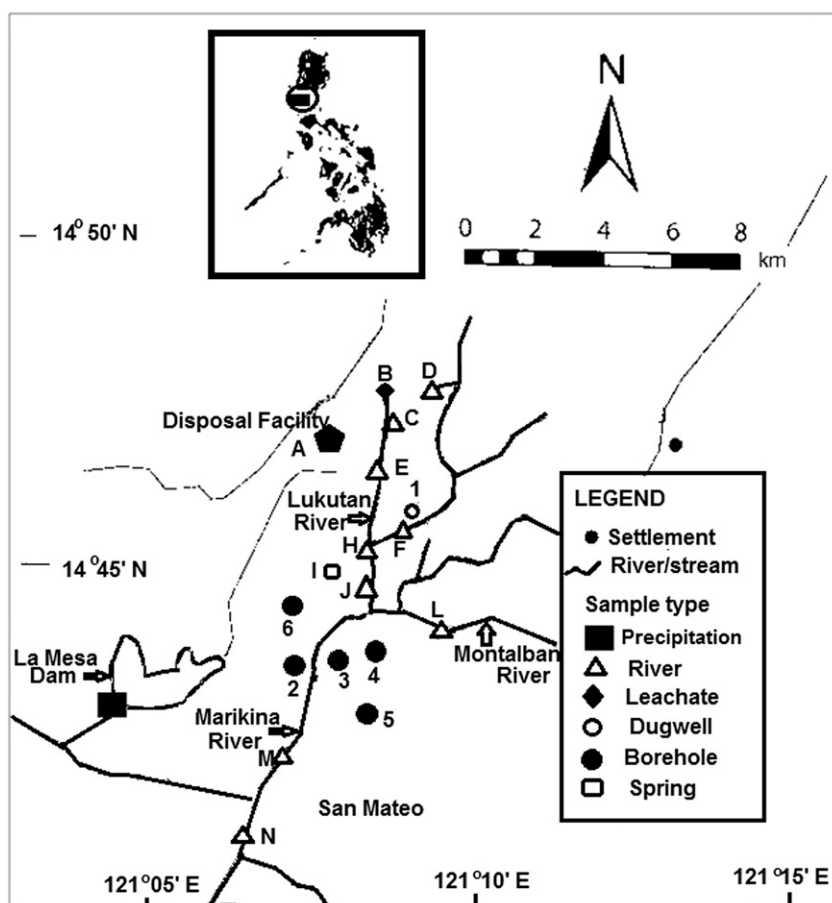 N
0 2 4 6 8
km
14° 50' N
B
D
Disposal Facility
C
A
E
1
Lukutan
River
F
H
14° 45' N
I
J
6
L
La Mesa
Dam
2
3
4
Montalban
River
5
Marikina
River
M
San Mateo
N
121°05' E
121°10' E
121°15' E
LEGEND
Settlement
River/stream
Sample type
Precipitation
River
Leachate
Dugwell
Borehole
Spring